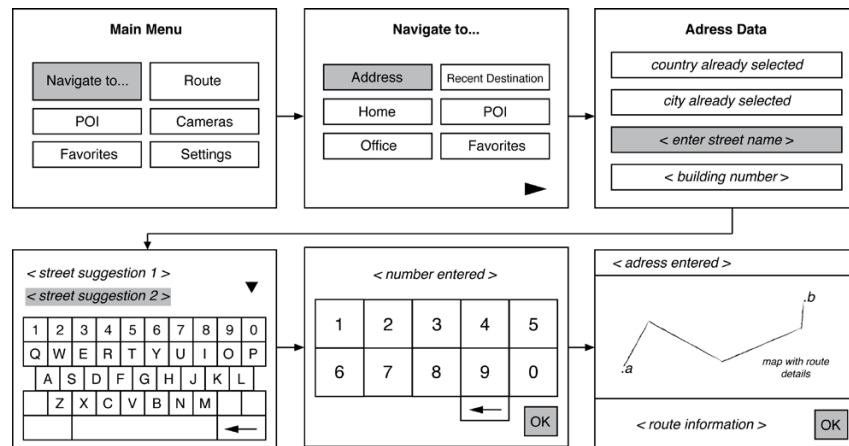 Main Menu
Navigate to...
Route
POI
Cameras
Favorites
Settings
Navigate to...
Address
Recent Destination
Home
POI
Office
Favorites
Adress Data
country already selected
city already selected
< enter street name >
< building number >
< street suggestion 1 >
< street suggestion 2 >
1 2 3 4 5 6 7 8 9 0
Q W E R T Y U I O P
A S D F G H J K L
Z X C V B N M
< number entered >
1 2 3 4 5
6 7 8 9 0
OK
< adress entered >
.b
.a
map with route
details
< route information >
OK